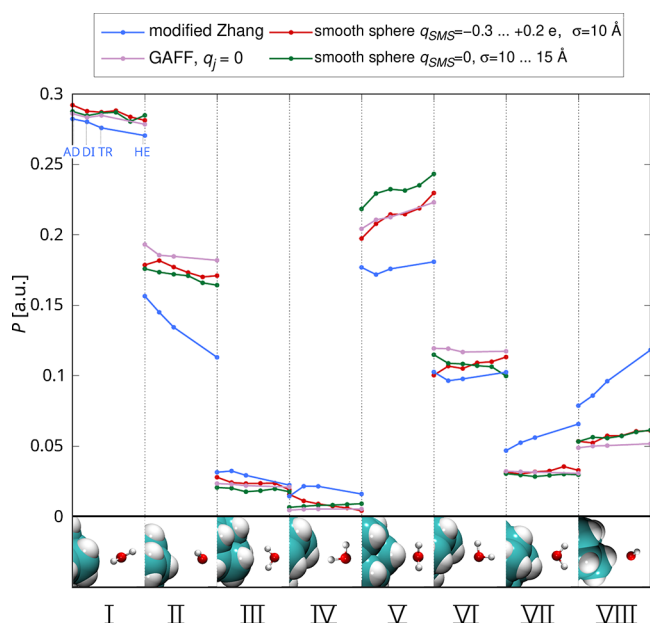 modified Zhang
smooth sphere q_SMS=−0.3 ... +0.2 e, σ=10 Å
GAFF, q_j = 0
smooth sphere q_SMS=0, σ=10 ... 15 Å
0.3
AD DI TR HE
0.25
0.2
P [a.u.]
0.15
0.1
0.05
0
I II III IV V VI VII VIII